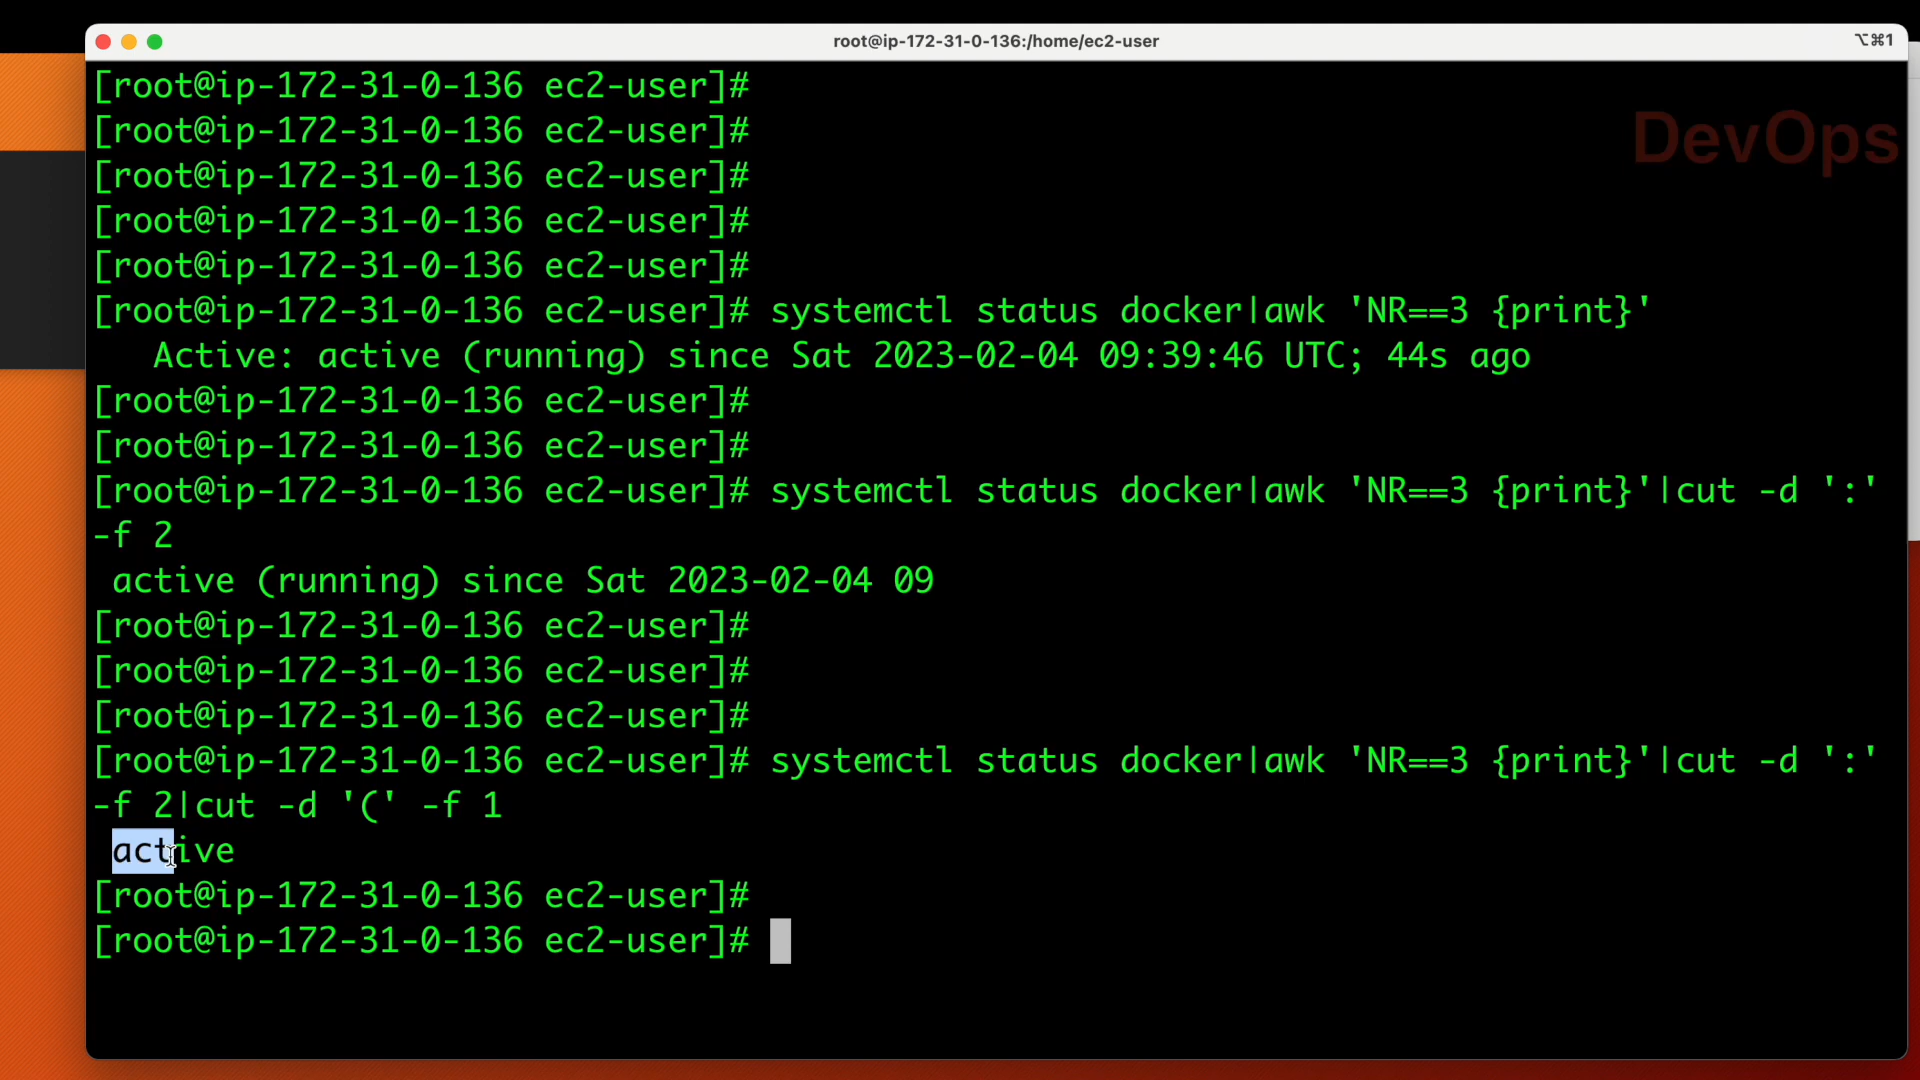 root@ip-172-31-0-136:/home/ec2-user
⌥⌘1
[root@ip-172-31-0-136 ec2-user]#
[root@ip-172-31-0-136 ec2-user]#
DevOps
[root@ip-172-31-0-136 ec2-user]#
[root@ip-172-31-0-136 ec2-user]#
[root@ip-172-31-0-136 ec2-user]#
[root@ip-172-31-0-136 ec2-user]# systemctl status docker|awk 'NR==3 {print}'
   Active: active (running) since Sat 2023-02-04 09:39:46 UTC; 44s ago
[root@ip-172-31-0-136 ec2-user]#
[root@ip-172-31-0-136 ec2-user]#
[root@ip-172-31-0-136 ec2-user]# systemctl status docker|awk 'NR==3 {print}'|cut -d ':'
-f 2
 active (running) since Sat 2023-02-04 09
[root@ip-172-31-0-136 ec2-user]#
[root@ip-172-31-0-136 ec2-user]#
[root@ip-172-31-0-136 ec2-user]#
[root@ip-172-31-0-136 ec2-user]# systemctl status docker|awk 'NR==3 {print}'|cut -d ':'
-f 2|cut -d '(' -f 1
 active
[root@ip-172-31-0-136 ec2-user]#
[root@ip-172-31-0-136 ec2-user]#